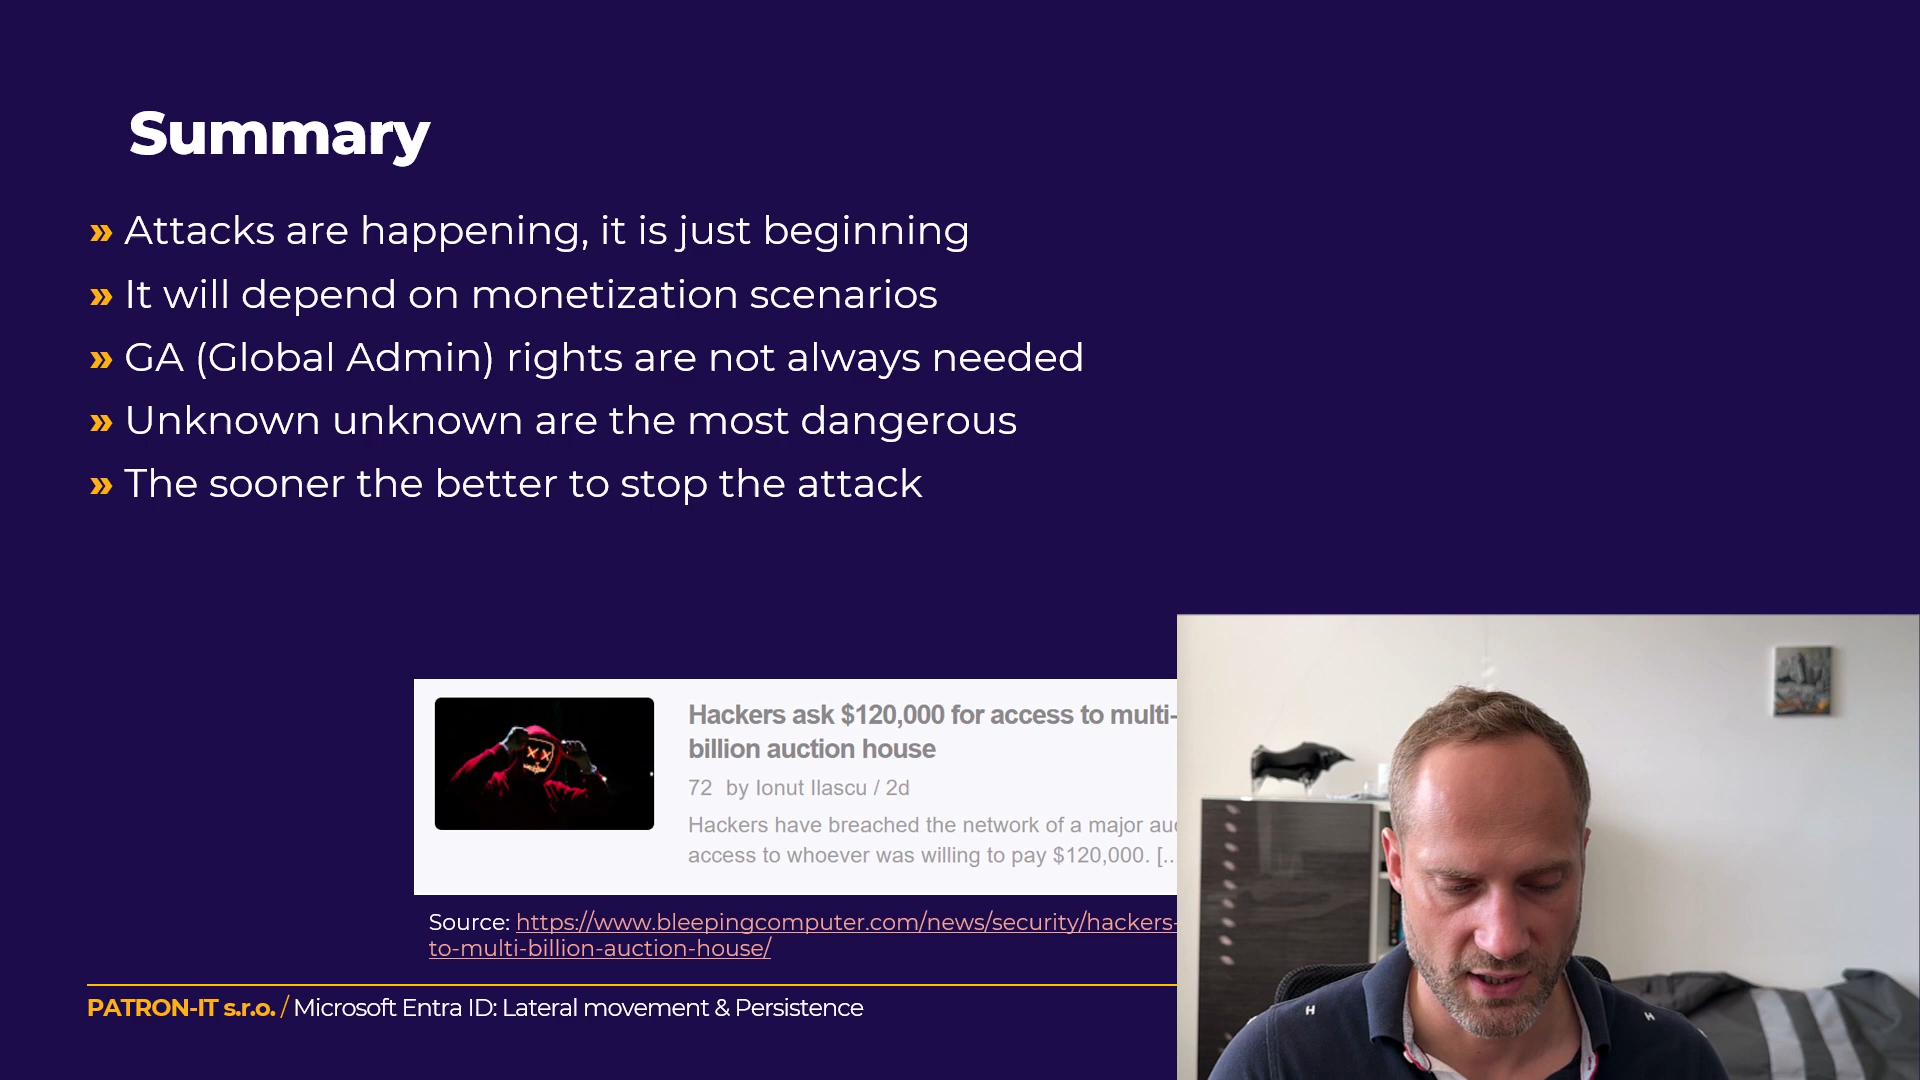 Summary
» Attacks are happening, it is just beginning
» It will depend on monetization scenarios
» GA (Global Admin) rights are not always needed
» Unknown unknown are the most dangerous
» The sooner the better to stop the attack
Hackers ask $120,000 for access to multi-
billion auction house
72 by Ionut Ilascu / 2d
Hackers have breached the network of a major
access to whoever was willing to pay $120,000. [..
Source: https://www.bleepingcomputer.com/news/security/hackers-
to-multi-billion-auction-house/
PATRON-IT s.r.o. / Microsoft Entra ID: Lateral movement & Persistence
H
H